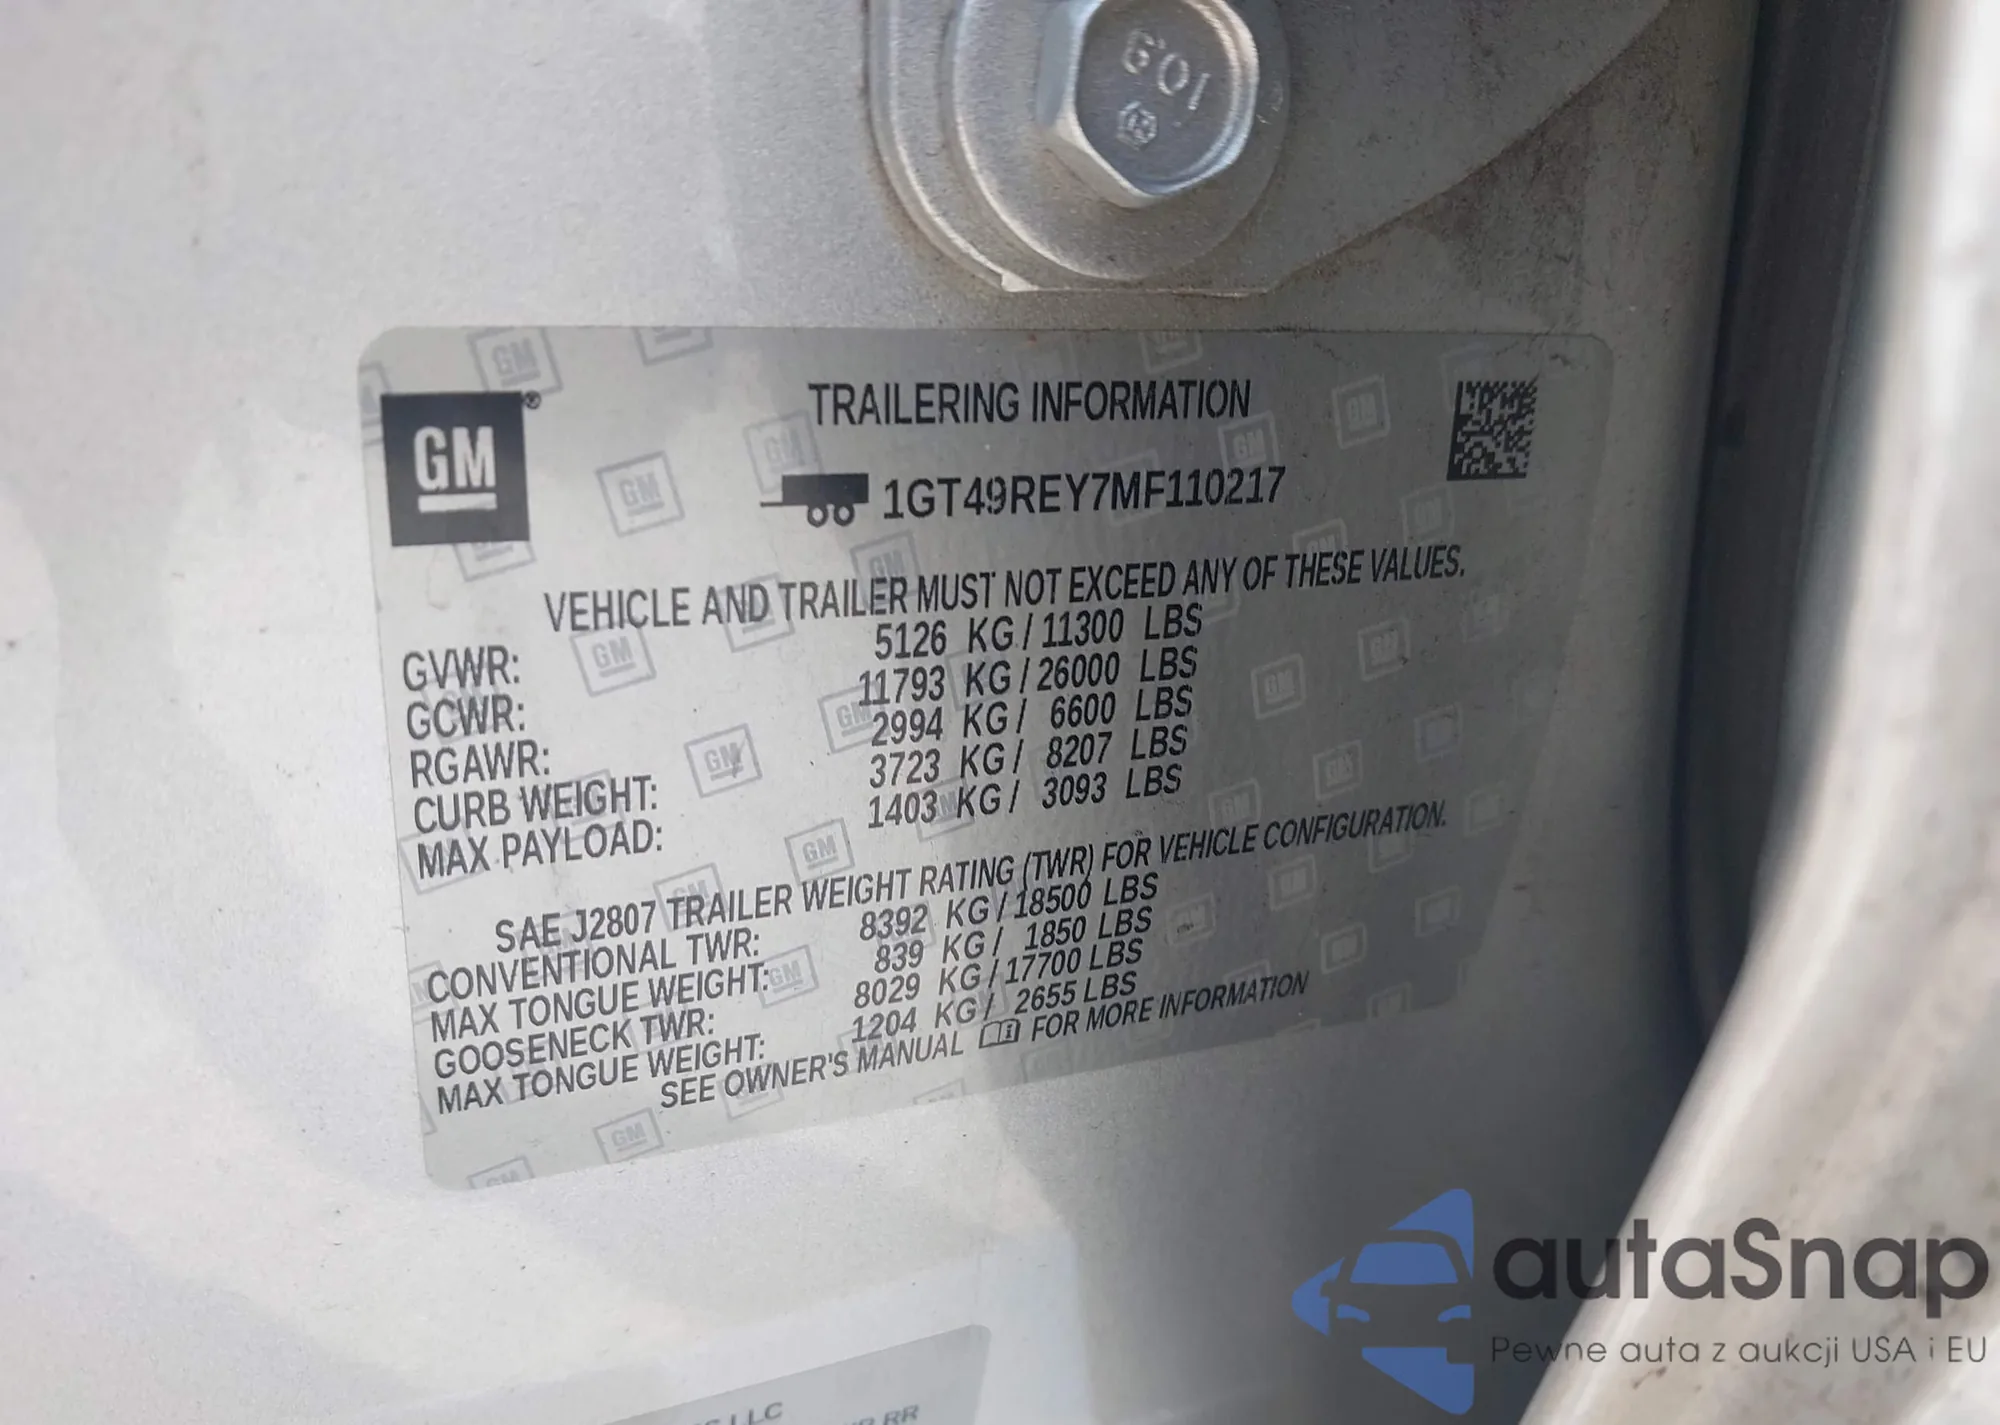 10.9
GM®
TRAILERING INFORMATION
1GT49REY7MF110217
VEHICLE AND TRAILER MUST NOT EXCEED ANY OF THESE VALUES.
GVWR: 5126 KG / 11300 LBS
GCWR: 11793 KG / 26000 LBS
RGAWR: 2994 KG / 6600 LBS
CURB WEIGHT: 3723 KG / 8207 LBS
MAX PAYLOAD: 1403 KG / 3093 LBS
SAE J2807 TRAILER WEIGHT RATING (TWR) FOR VEHICLE CONFIGURATION.
CONVENTIONAL TWR: 8392 KG / 18500 LBS
MAX TONGUE WEIGHT: 839 KG / 1850 LBS
GOOSENECK TWR: 8029 KG / 17700 LBS
MAX TONGUE WEIGHT: 1204 KG / 2655 LBS
SEE OWNER'S MANUAL FOR MORE INFORMATION
LLC
RR
autaSnap
Pewne auta z aukcji USA i EU